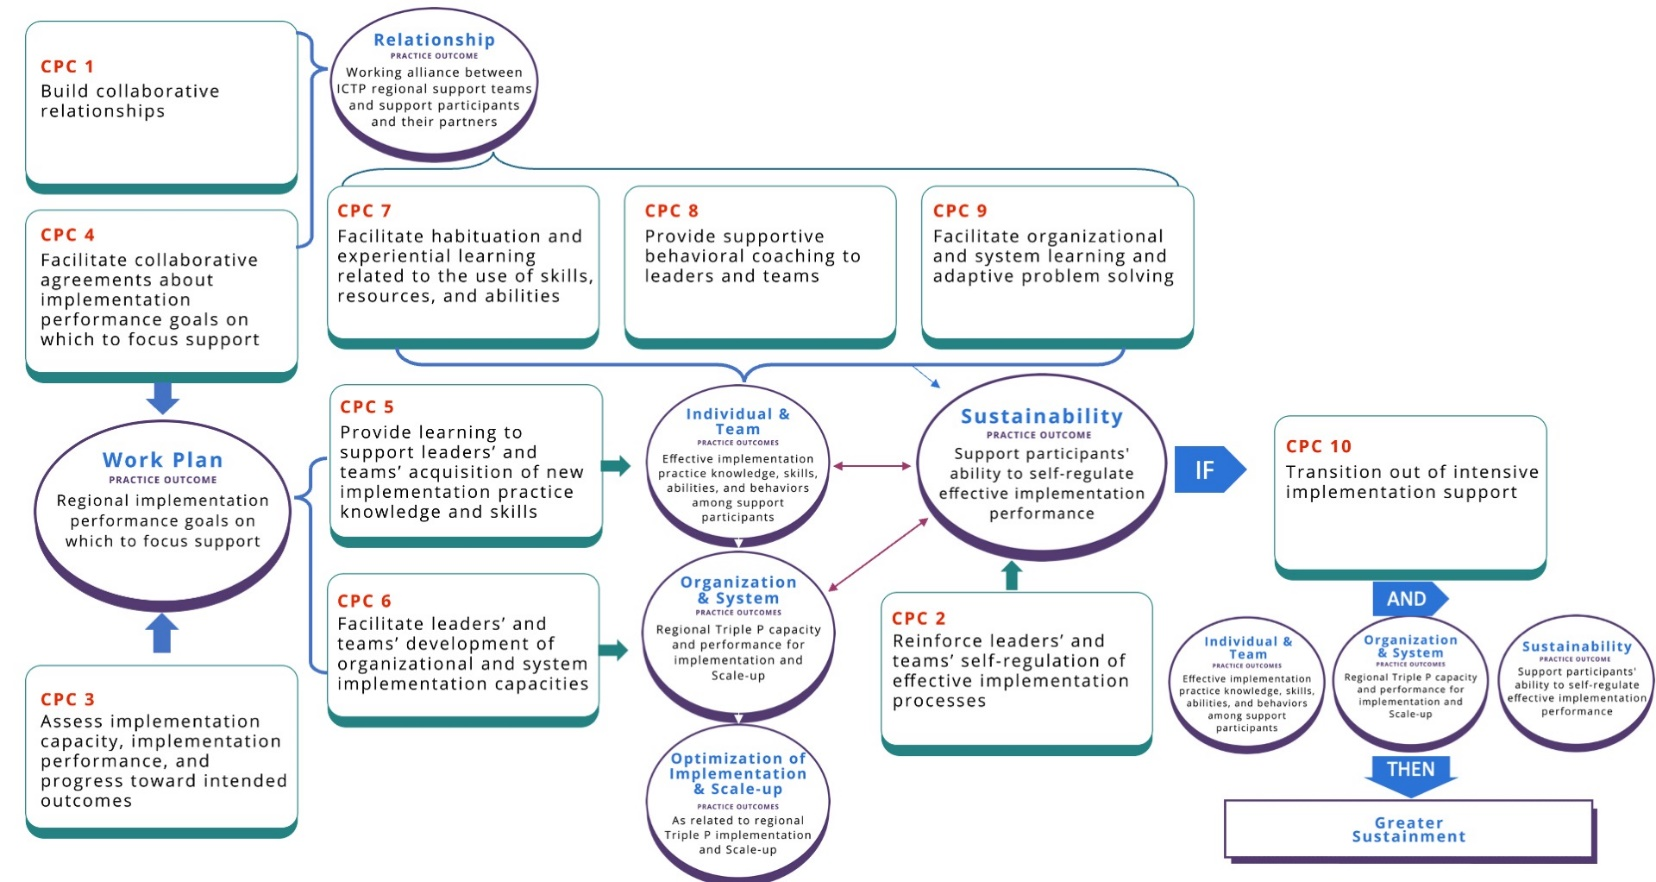 CPC 1
Build collaborative
relationships
Relationship
PRACTICE OUTCOME
Working alliance between
ICTP regional support teams
and support participants
and their partners
CPC 4
Facilitate collaborative
agreements about
implementation
performance goals on
which to focus support
CPC 7
Facilitate habituation and
experiential learning
related to the use of skills,
resources, and abilities
CPC 8
Provide supportive
behavioral coaching to
leaders and teams
CPC 9
Facilitate organizational
and system learning and
adaptive problem solving
Work Plan
PRACTICE OUTCOME
Regional implementation
performance goals on
which to focus support
CPC 3
Assess implementation
capacity, implementation
performance, and
progress toward intended
outcomes
CPC 5
Provide learning to
support leaders’ and
teams’ acquisition of new
implementation practice
knowledge and skills
CPC 6
Facilitate leaders’ and
teams’ development of
organizational and system
implementation capacities
Individual &
Team
PRACTICE OUTCOMES
Effective implementation
practice knowledge, skills,
abilities, and behaviors
among support
participants
Organization
& System
PRACTICE OUTCOMES
Regional Triple P capacity
and performance for
implementation and
Scale-up
Optimization of
Implementation
& Scale-up
PRACTICE OUTCOMES
As related to regional
Triple P implementation
and Scale-up
Sustainability
PRACTICE OUTCOME
Support participants'
ability to self-regulate
effective implementation
performance
CPC 2
Reinforce leaders’ and
teams’ self-regulation of
effective implementation
processes
IF
CPC 10
Transition out of intensive
implementation support
AND
Individual &
Team
PRACTICE OUTCOMES
Effective implementation
practice knowledge, skills,
abilities, and behaviors
among support
participants
Organization
& System
PRACTICE OUTCOMES
Regional Triple P capacity
and performance for
implementation and
Scale-up
Sustainability
PRACTICE OUTCOME
Support participants'
ability to self-regulate
effective implementation
performance
THEN
Greater
Sustainment